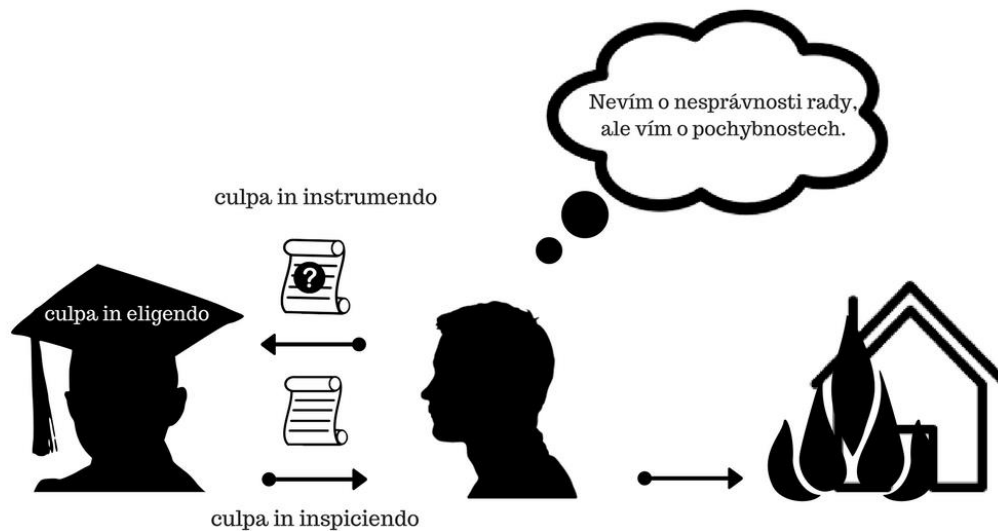 Nevím o nesprávnosti rady,
ale vím o pochybnostech.
culpa in instrumendo
?
culpa in eligendo
culpa in inspiciendo